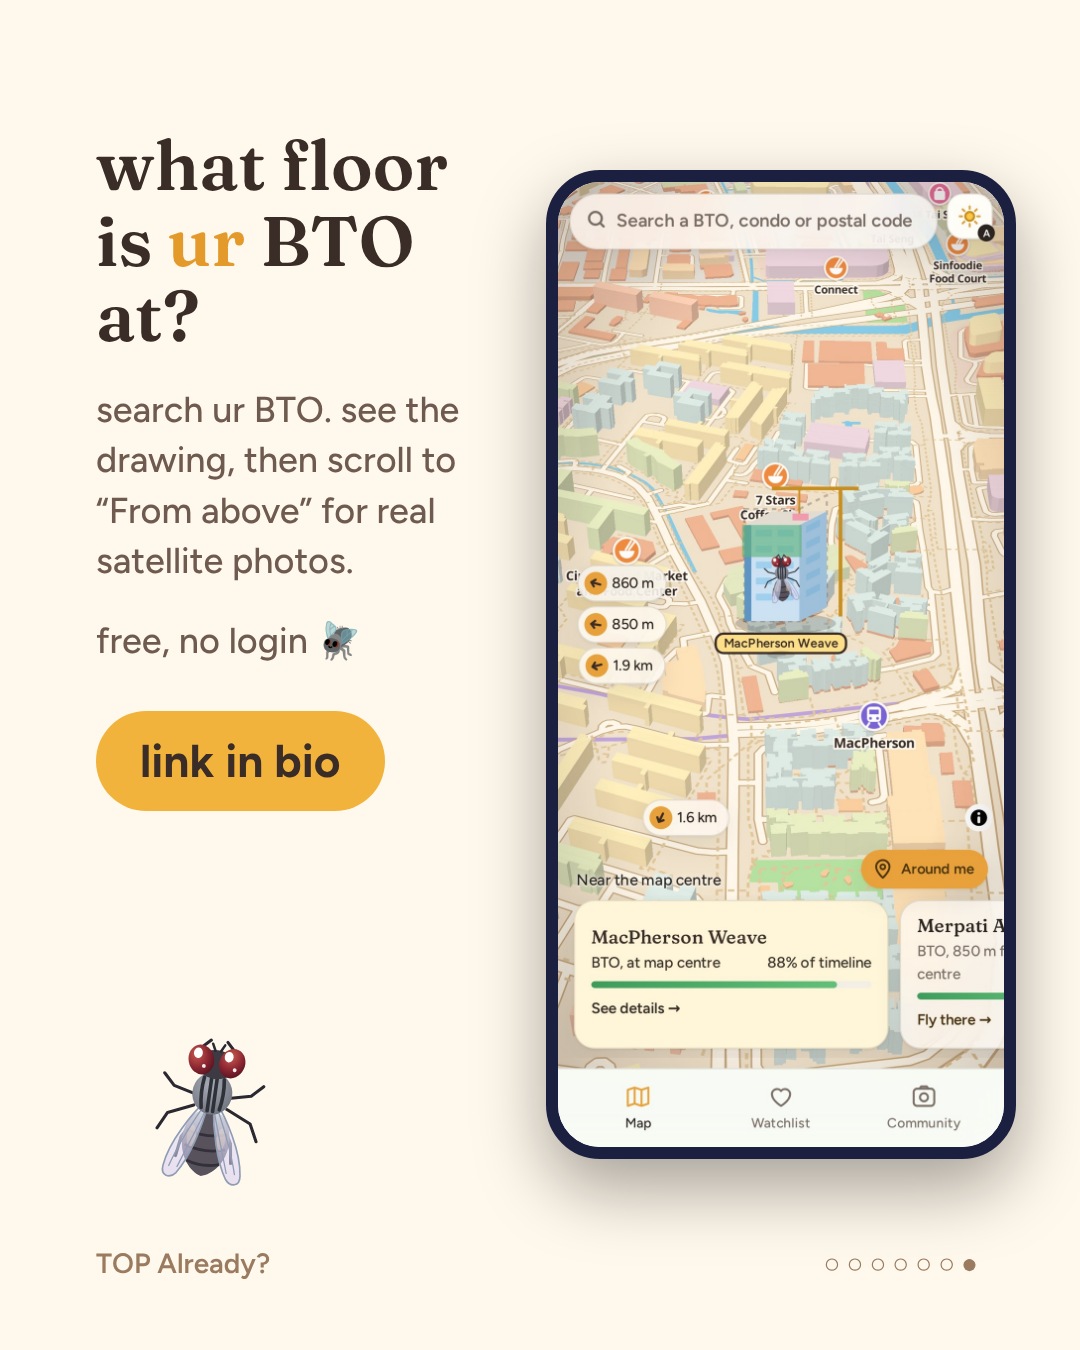 what floor
is ur BTO
at?
search ur BTO. see the
drawing, then scroll to
“From above” for real
satellite photos.
free, no login
link in bio
TOP Already?
Search a BTO, condo or postal code
A
Connect
Sinfoodie
Food Court
7 Stars
860 m
850 m
1.9 km
MacPherson Weave
MacPherson
1.6 km
Around me
Near the map centre
MacPherson Weave
BTO, at map centre 88% of timeline
See details →
Merpati A
BTO, 850 m f
centre
Fly there →
Map
Watchlist
Community